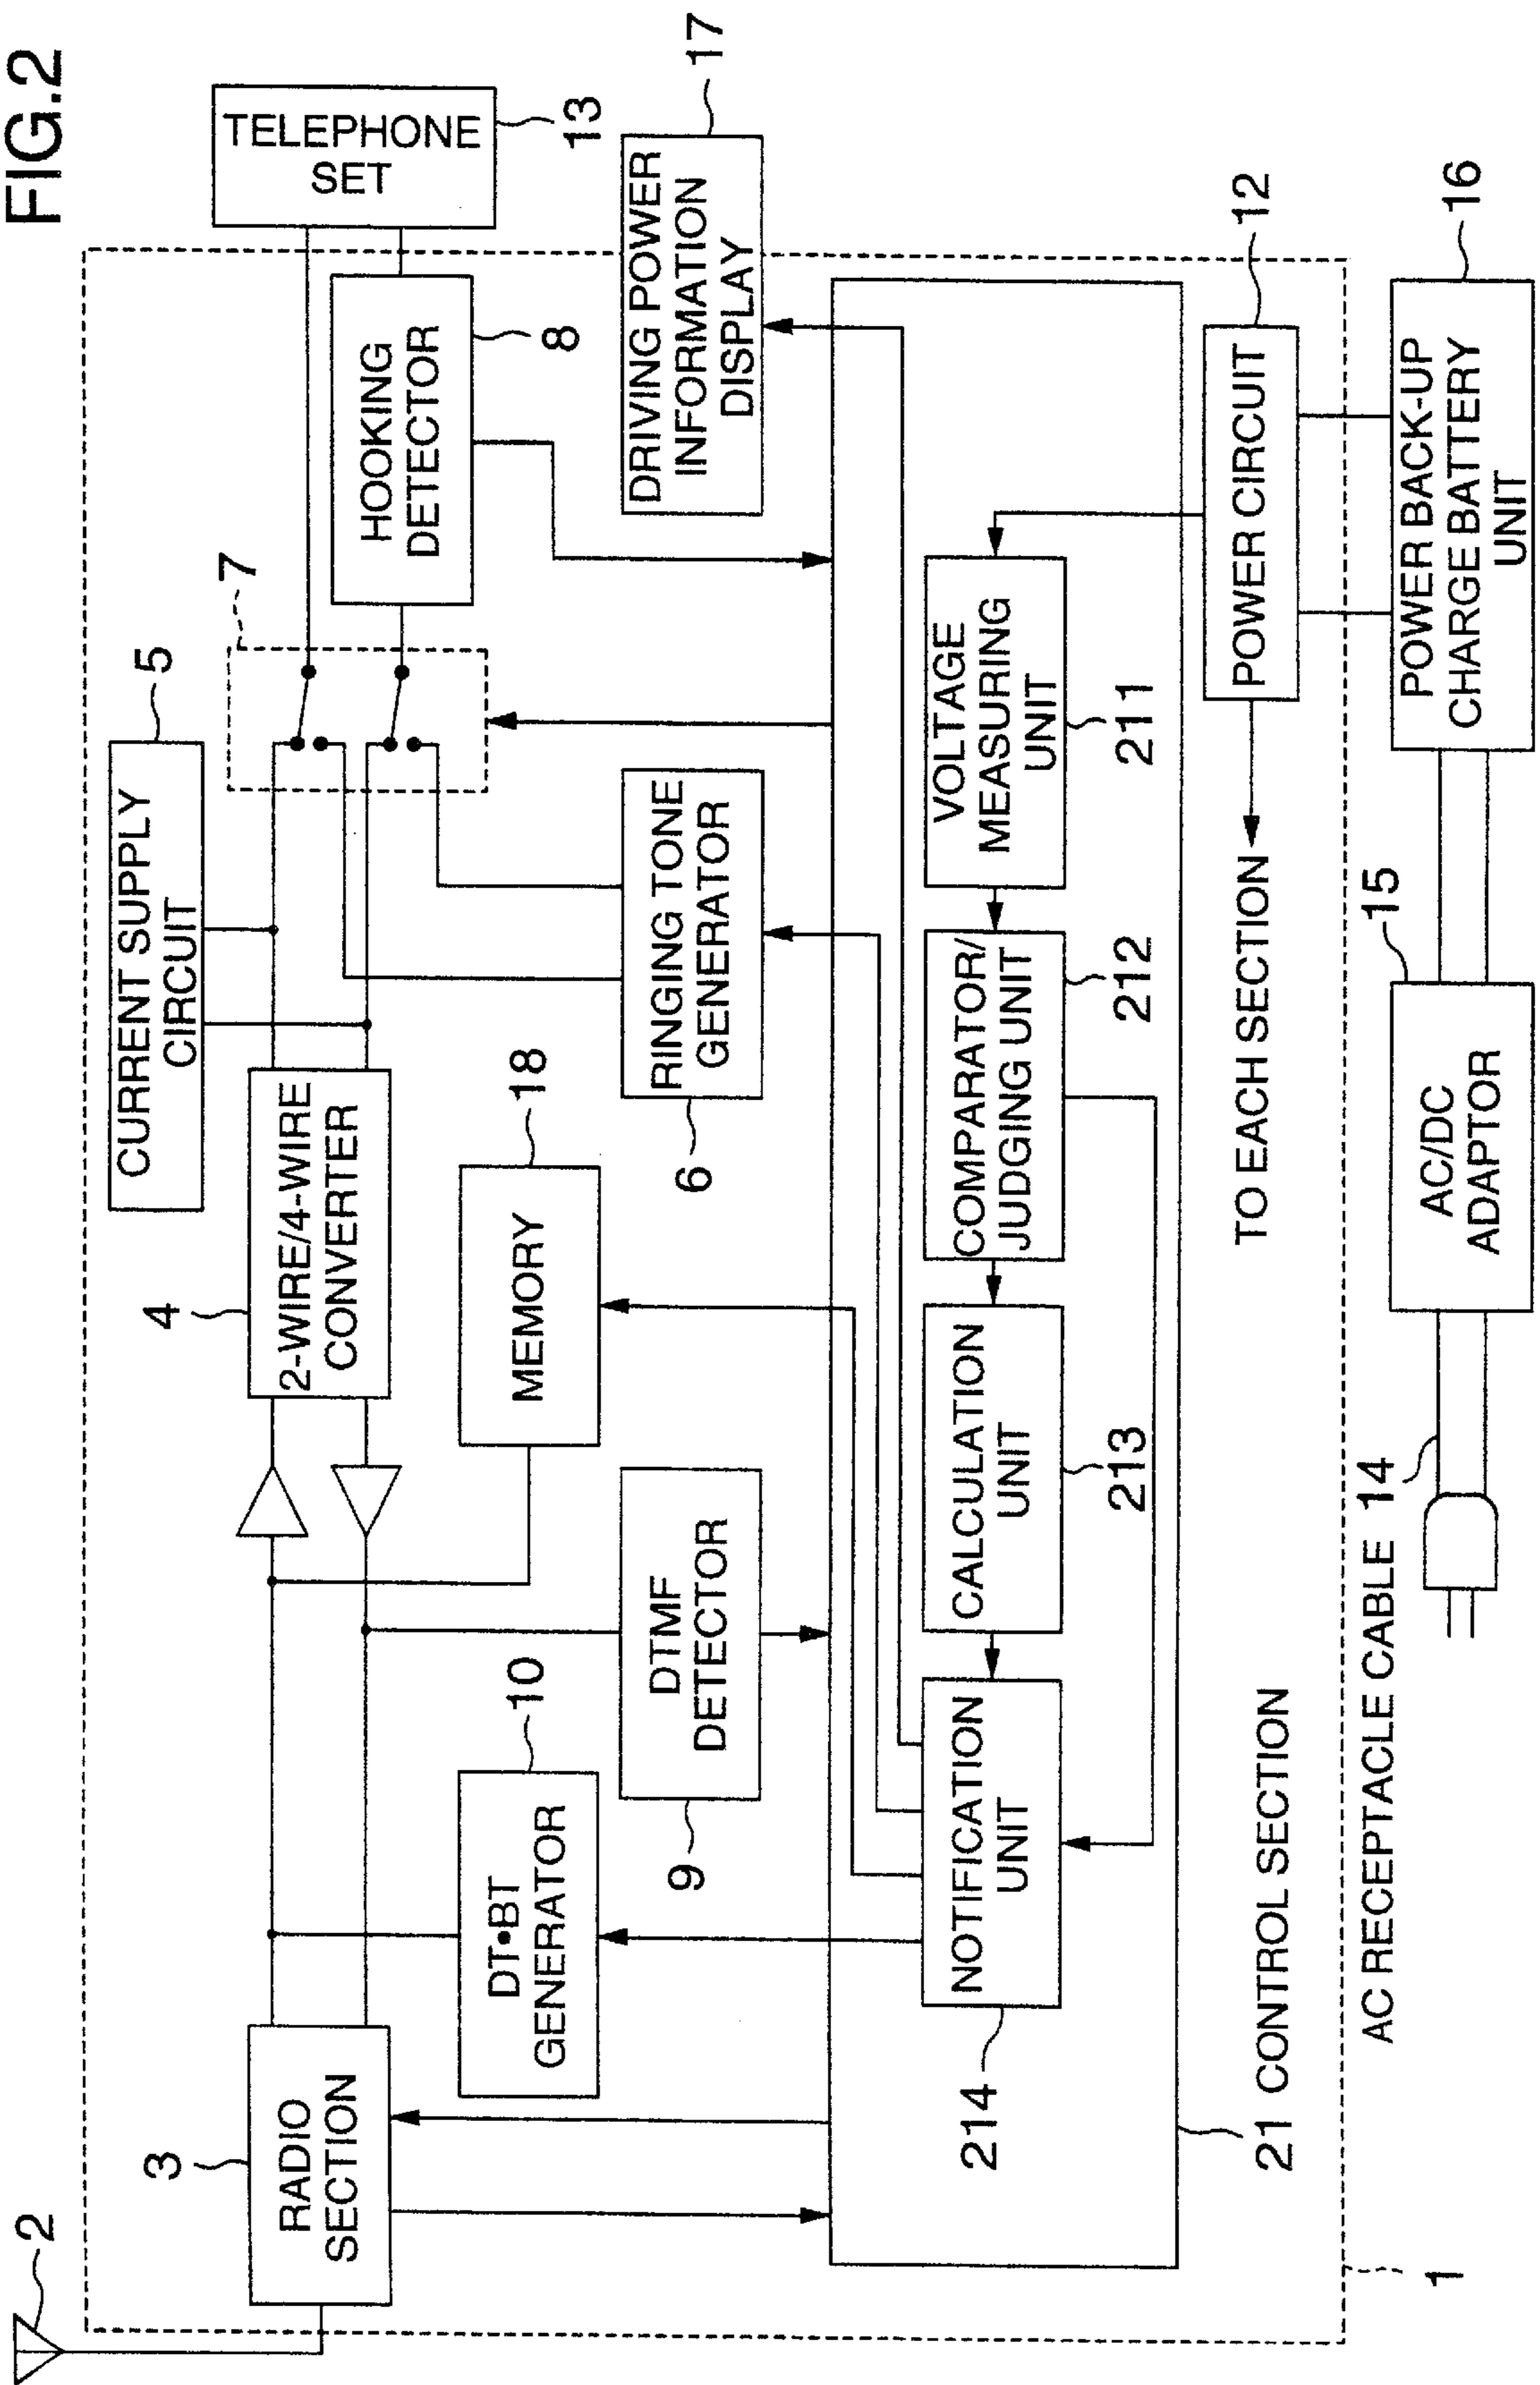 FIG.2
2
3
RADIO
SECTION
4
2-WIRE/4-WIRE
CONVERTER
5
CURRENT SUPPLY
CIRCUIT
7
TELEPHONE
SET
13
HOOKING
DETECTOR
8
10
DT•BT
GENERATOR
MEMORY
18
DTMF
DETECTOR
9
RINGING TONE
GENERATOR
6
DRIVING POWER
INFORMATION
DISPLAY
17
NOTIFICATION
UNIT
214
CALCULATION
UNIT
213
COMPARATOR/
JUDGING UNIT
212
VOLTAGE
MEASURING
UNIT
211
21 CONTROL SECTION
TO EACH SECTION
POWER CIRCUIT
12
1
AC RECEPTACLE CABLE 14
AC/DC
ADAPTOR
15
POWER BACK-UP
CHARGE BATTERY
UNIT
16